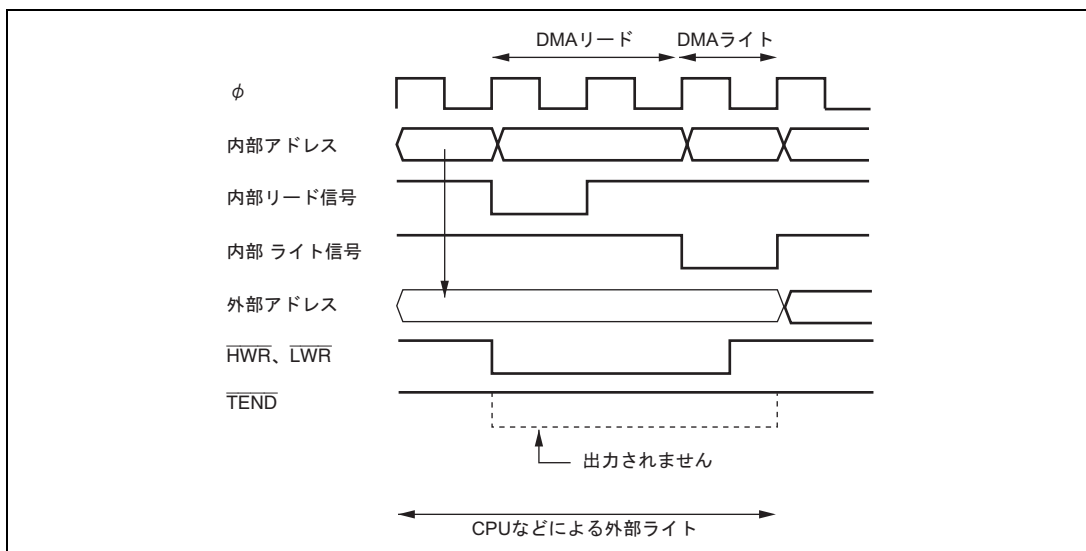 DMAリード DMAライト
φ
内部アドレス
内部リード信号
内部 ライト信号
外部アドレス
HWR、LWR
TEND
出力されません
CPUなどによる外部ライト